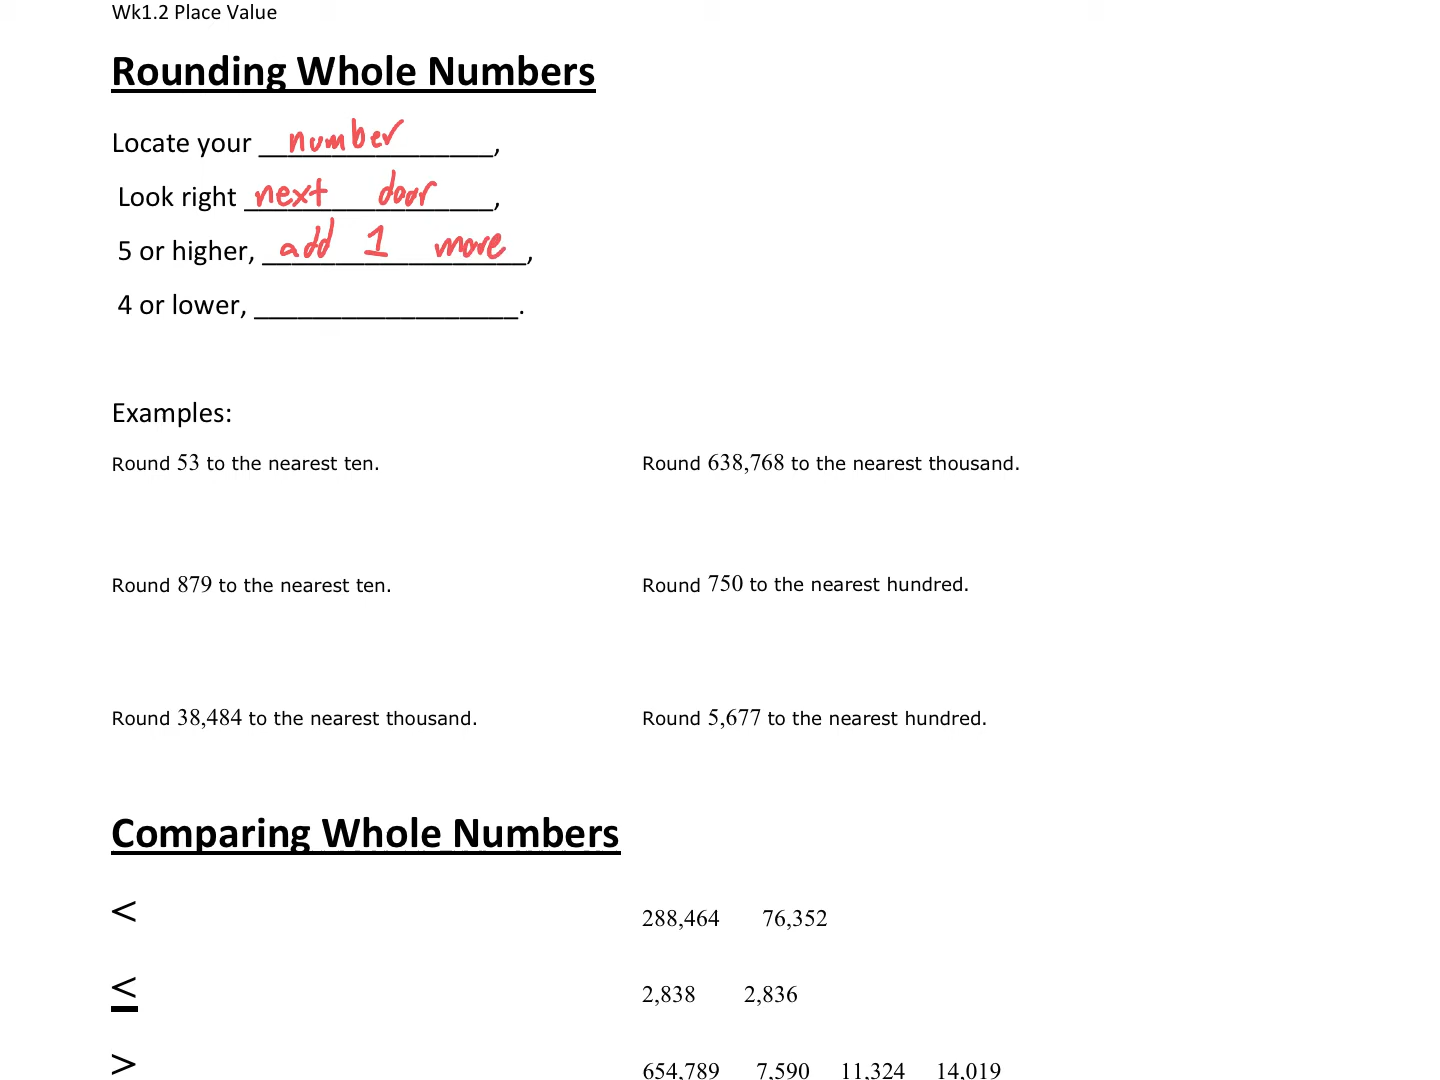 Wk1.2 Place Value
Rounding Whole Numbers
Locate your number,
Look right next door,
5 or higher, add 1 more,
4 or lower, __________________.
Examples:
Round 53 to the nearest ten. Round 638,768 to the nearest thousand.
Round 879 to the nearest ten. Round 750 to the nearest hundred.
Round 38,484 to the nearest thousand. Round 5,677 to the nearest hundred.
Comparing Whole Numbers
< 288,464 76,352
≤ 2,838 2,836
> 654,789 7,590 11,324 14,019